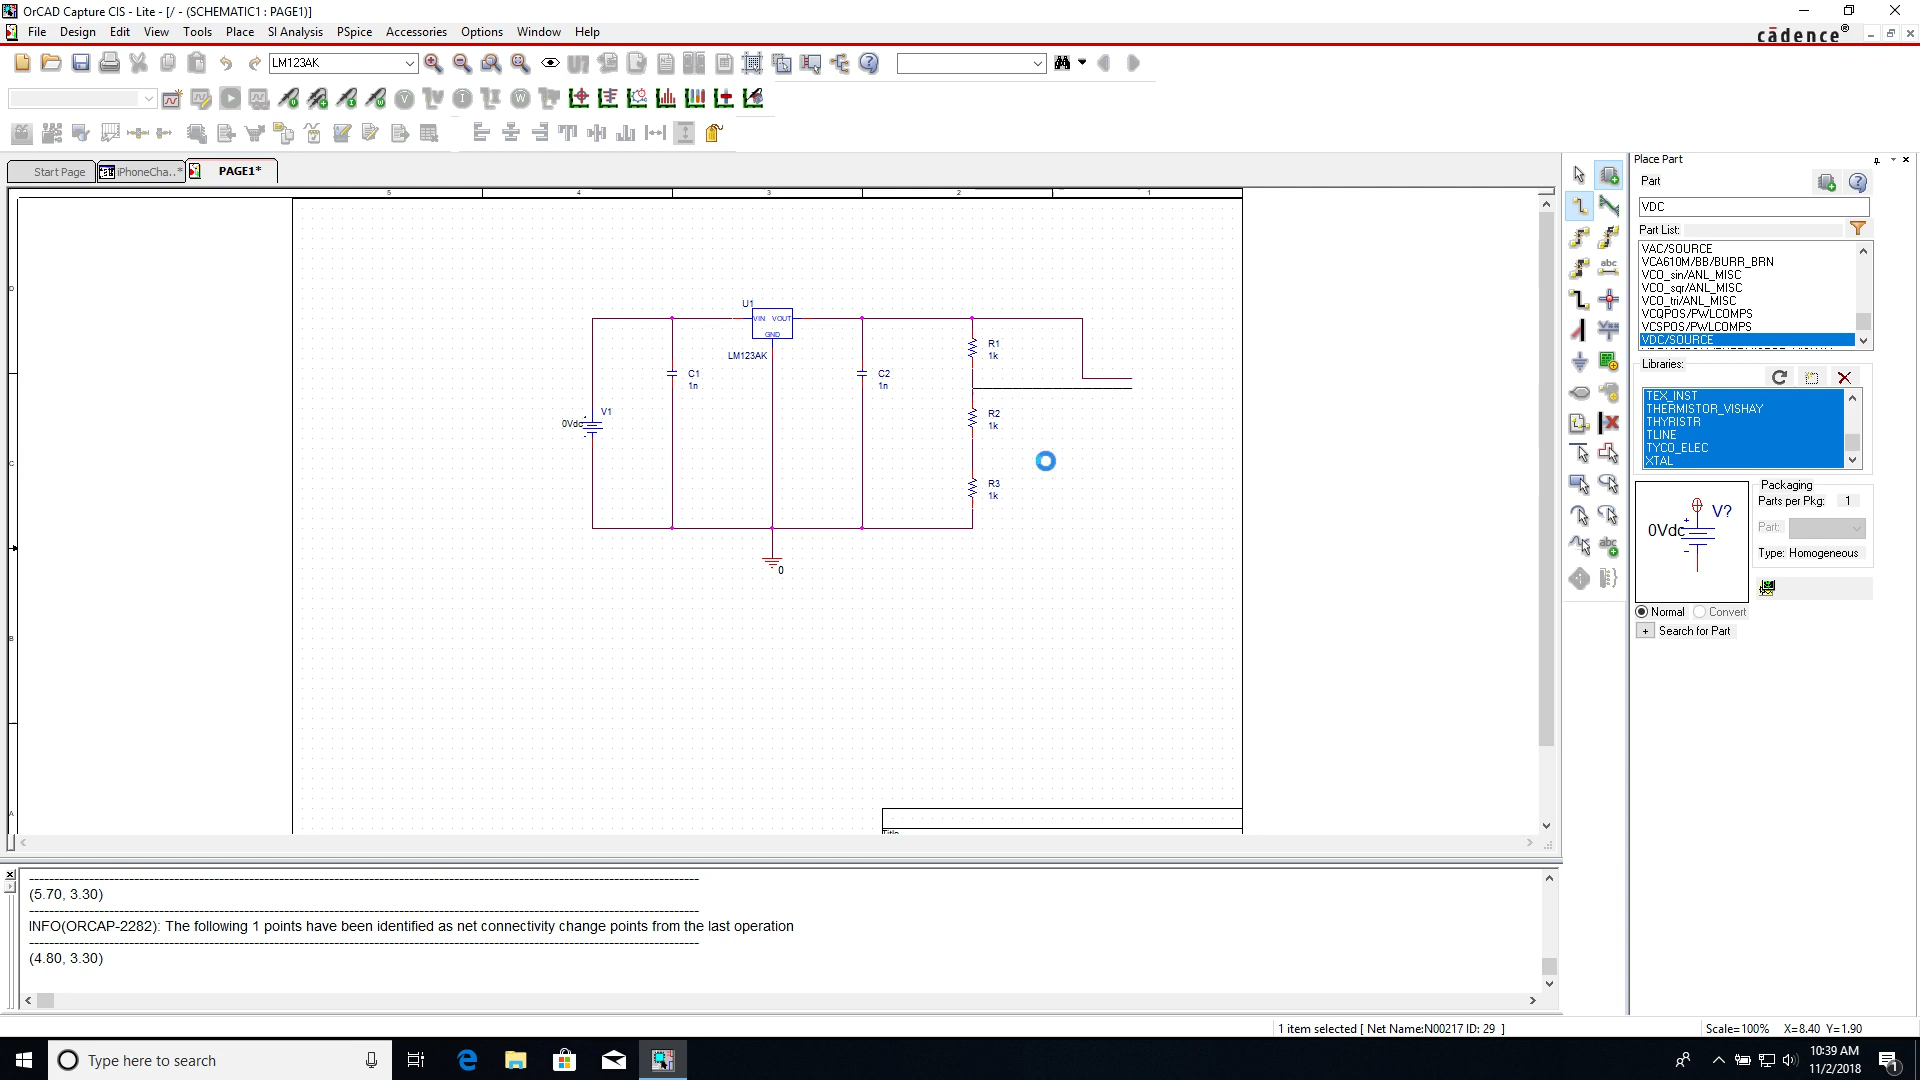 OrCAD Capture CIS - Lite - [/ - (SCHEMATIC1 : PAGE1)]
File Design Edit View Tools Place SI Analysis PSpice Accessories Options Window Help
cādence®
LM123AK
Start Page
iPhoneCha..*
PAGE1*
5 4 3 2 1
D
C
B
A
U1
VIN VOUT
GND
LM123AK
C1
1n
C2
1n
R1
1k
R2
1k
R3
1k
V1
0Vdc
0
Title
Place Part
Part
VDC
Part List:
VAC/SOURCE
VCA610M/BB/BURR_BRN
VCO_sin/ANL_MISC
VCO_sqr/ANL_MISC
VCO_tri/ANL_MISC
VCQPOS/PWLCOMPS
VCSPOS/PWLCOMPS
VDC/SOURCE
Libraries:
TEX_INST
THERMISTOR_VISHAY
THYRISTR
TLINE
TYCO_ELEC
XTAL
V?
0Vdc
Packaging
Parts per Pkg: 1
Part:
Type: Homogeneous
Normal Convert
+ Search for Part
(5.70, 3.30)
INFO(ORCAP-2282): The following 1 points have been identified as net connectivity change points from the last operation
(4.80, 3.30)
1 item selected [ Net Name:N00217 ID: 29 ]
Scale=100% X=8.40 Y=1.90
Type here to search
10:39 AM
11/2/2018
1